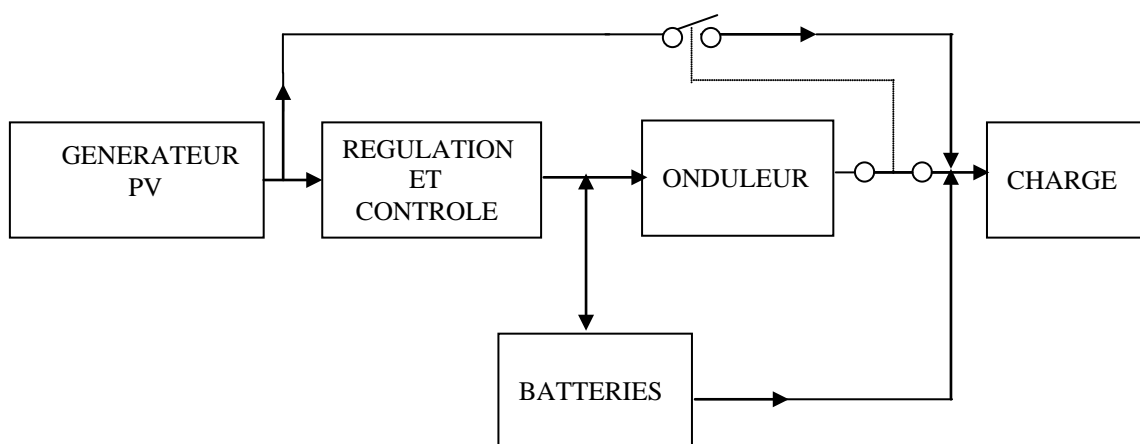 GENERATEUR
PV
REGULATION
ET
CONTROLE
ONDULEUR
CHARGE
BATTERIES